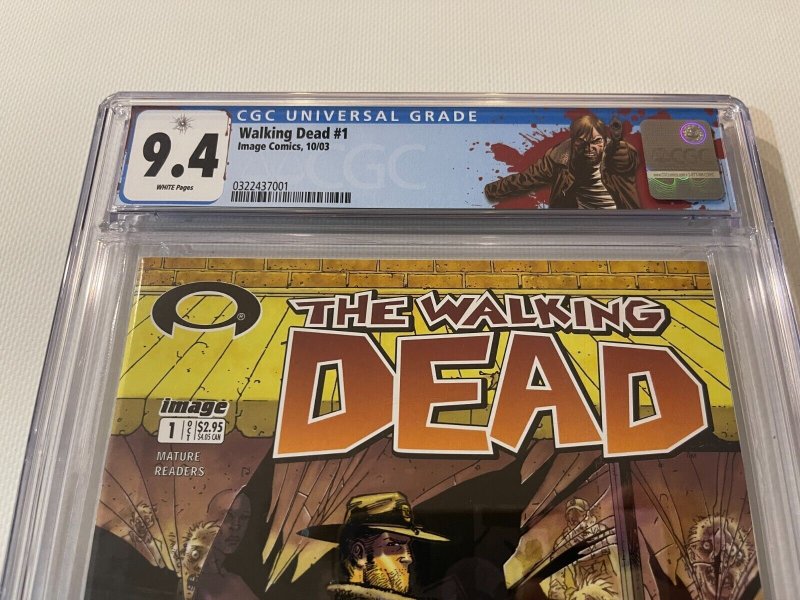 CGC UNIVERSAL GRADE
9.4
WHITE Pages
Walking Dead #1
Image Comics, 10/03
0322437001
CGC
THE WALKING
DEAD
image
1 OCT $2.95
$4.05 CAN
MATURE
READERS